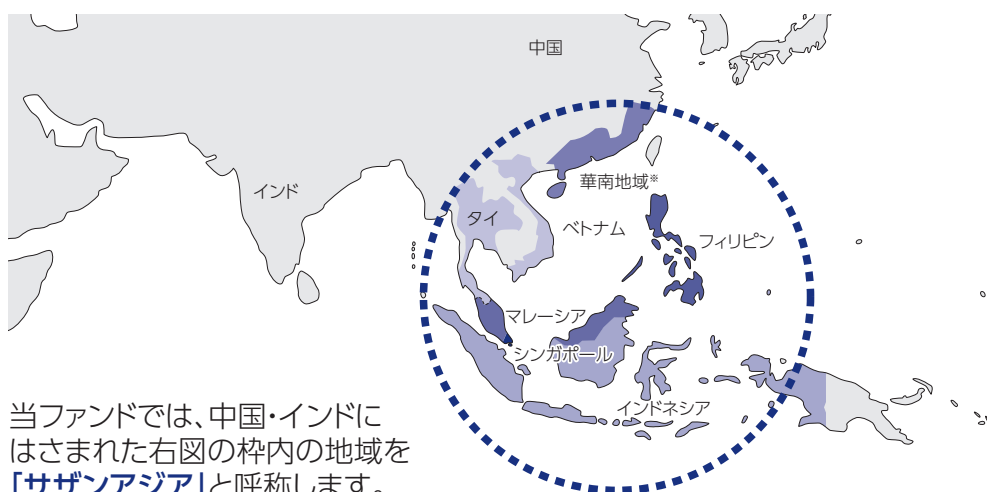 中国
インド
華南地域※
タイ
ベトナム
フィリピン
マレーシア
シンガポール
インドネシア
当ファンドでは、中国・インドに
はさまれた右図の枠内の地域を
「サザンアジア」と呼称します。